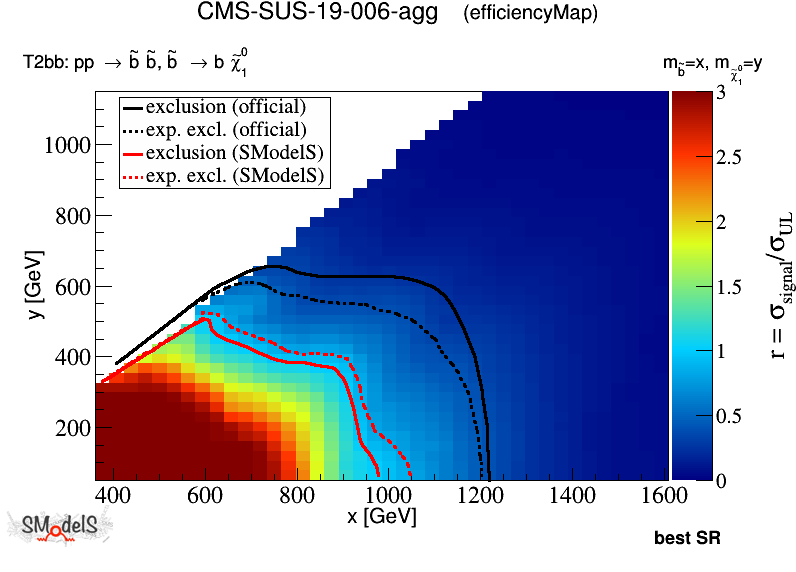 CMS-SUS-19-006-agg (efficiencyMap)
T2bb: pp → b̃ b̃, b̃ → b χ̃₁⁰
m_b̃=x, m_χ̃₁⁰=y
exclusion (official)
exp. excl. (official)
exclusion (SModelS)
exp. excl. (SModelS)
1000
800
600
400
200
y [GeV]
400 600 800 1000 1200 1400 1600
x [GeV]
3
2.5
2
1.5
1
0.5
0
r = σ_signal/σ_UL
SModelS
best SR